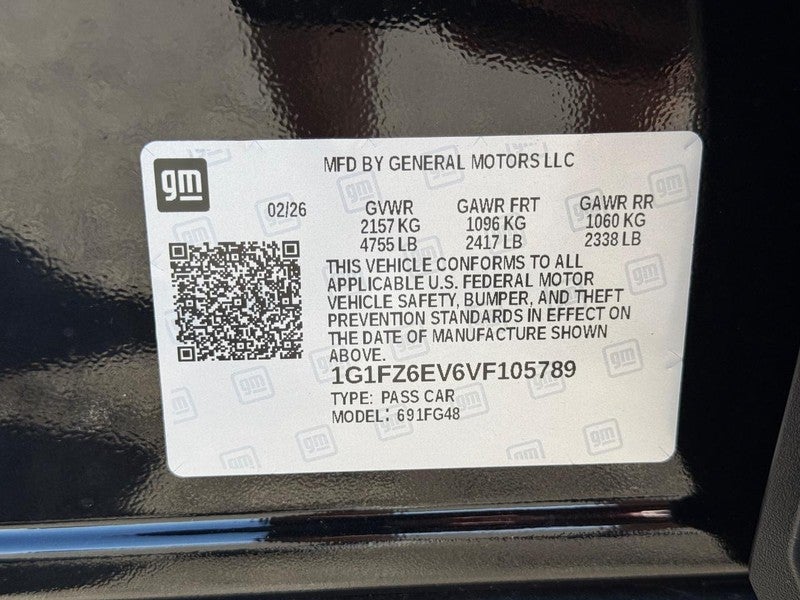 gm
MFD BY GENERAL MOTORS LLC
02/26 GVWR GAWR FRT GAWR RR
2157 KG 1096 KG 1060 KG
4755 LB 2417 LB 2338 LB
THIS VEHICLE CONFORMS TO ALL
APPLICABLE U.S. FEDERAL MOTOR
VEHICLE SAFETY, BUMPER, AND THEFT
PREVENTION STANDARDS IN EFFECT ON
THE DATE OF MANUFACTURE SHOWN
ABOVE.
1G1FZ6EV6VF105789
TYPE: PASS CAR
MODEL: 691FG48